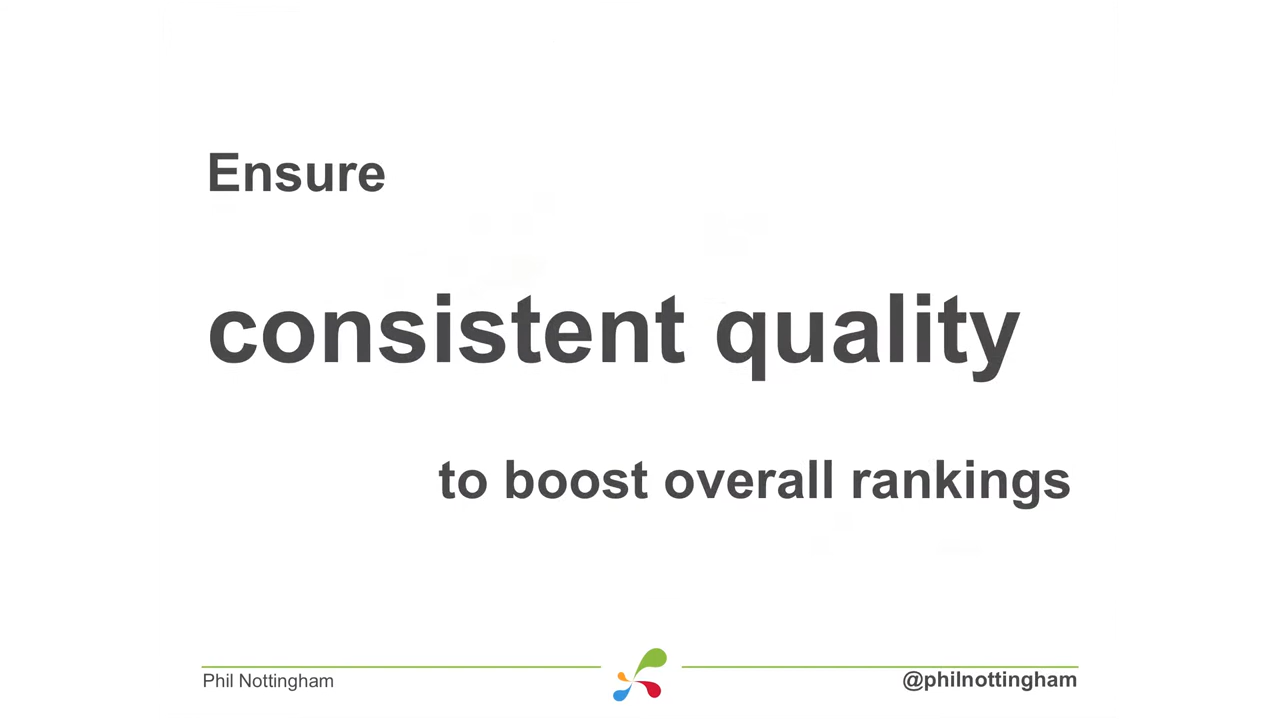 Ensure
consistent quality
to boost overall rankings
Phil Nottingham
@philnottingham